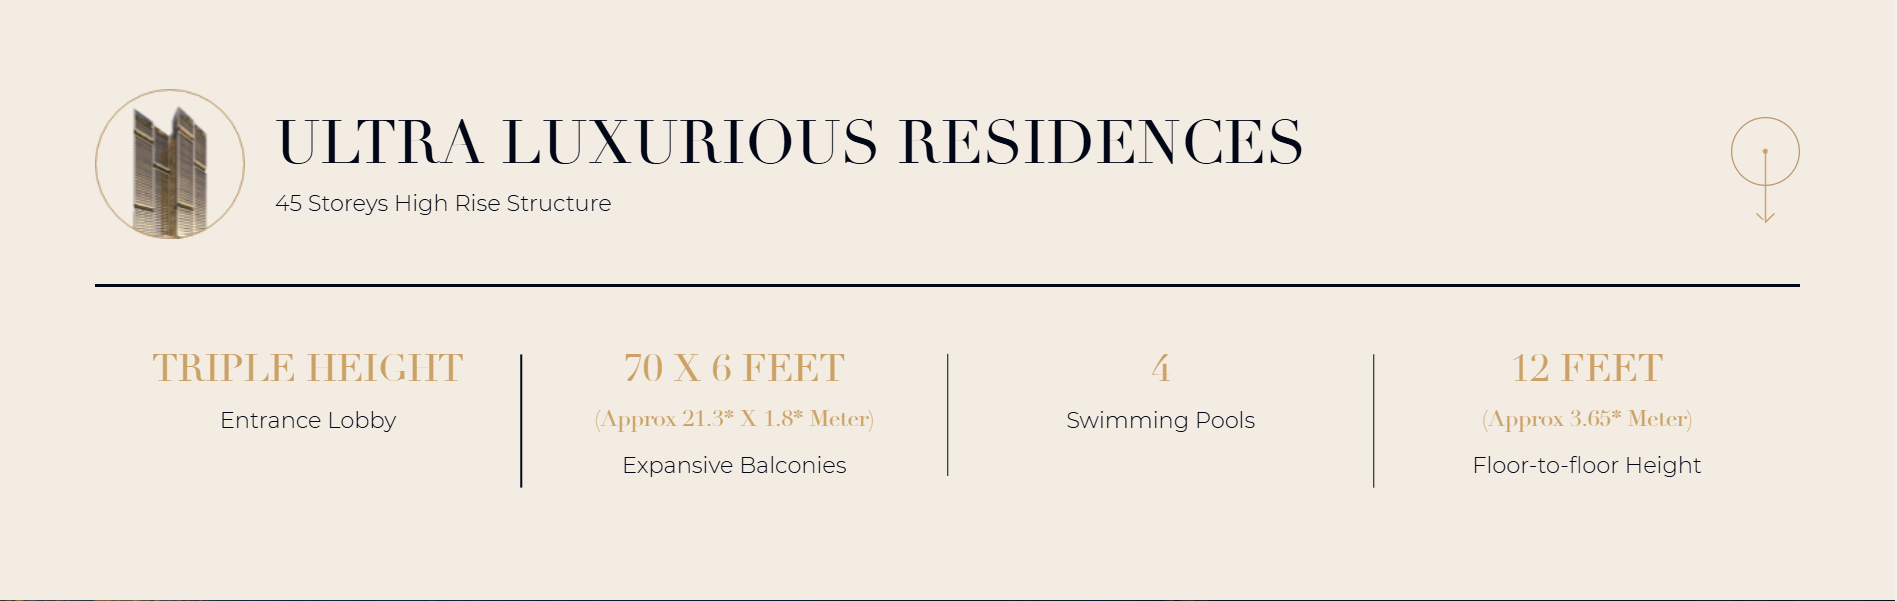 ULTRA LUXURIOUS RESIDENCES
45 Storeys High Rise Structure
TRIPLE HEIGHT
Entrance Lobby
70 X 6 FEET
(Approx 21.3* X 1.8* Meter)
Expansive Balconies
4
Swimming Pools
12 FEET
(Approx 3.65* Meter)
Floor-to-floor Height